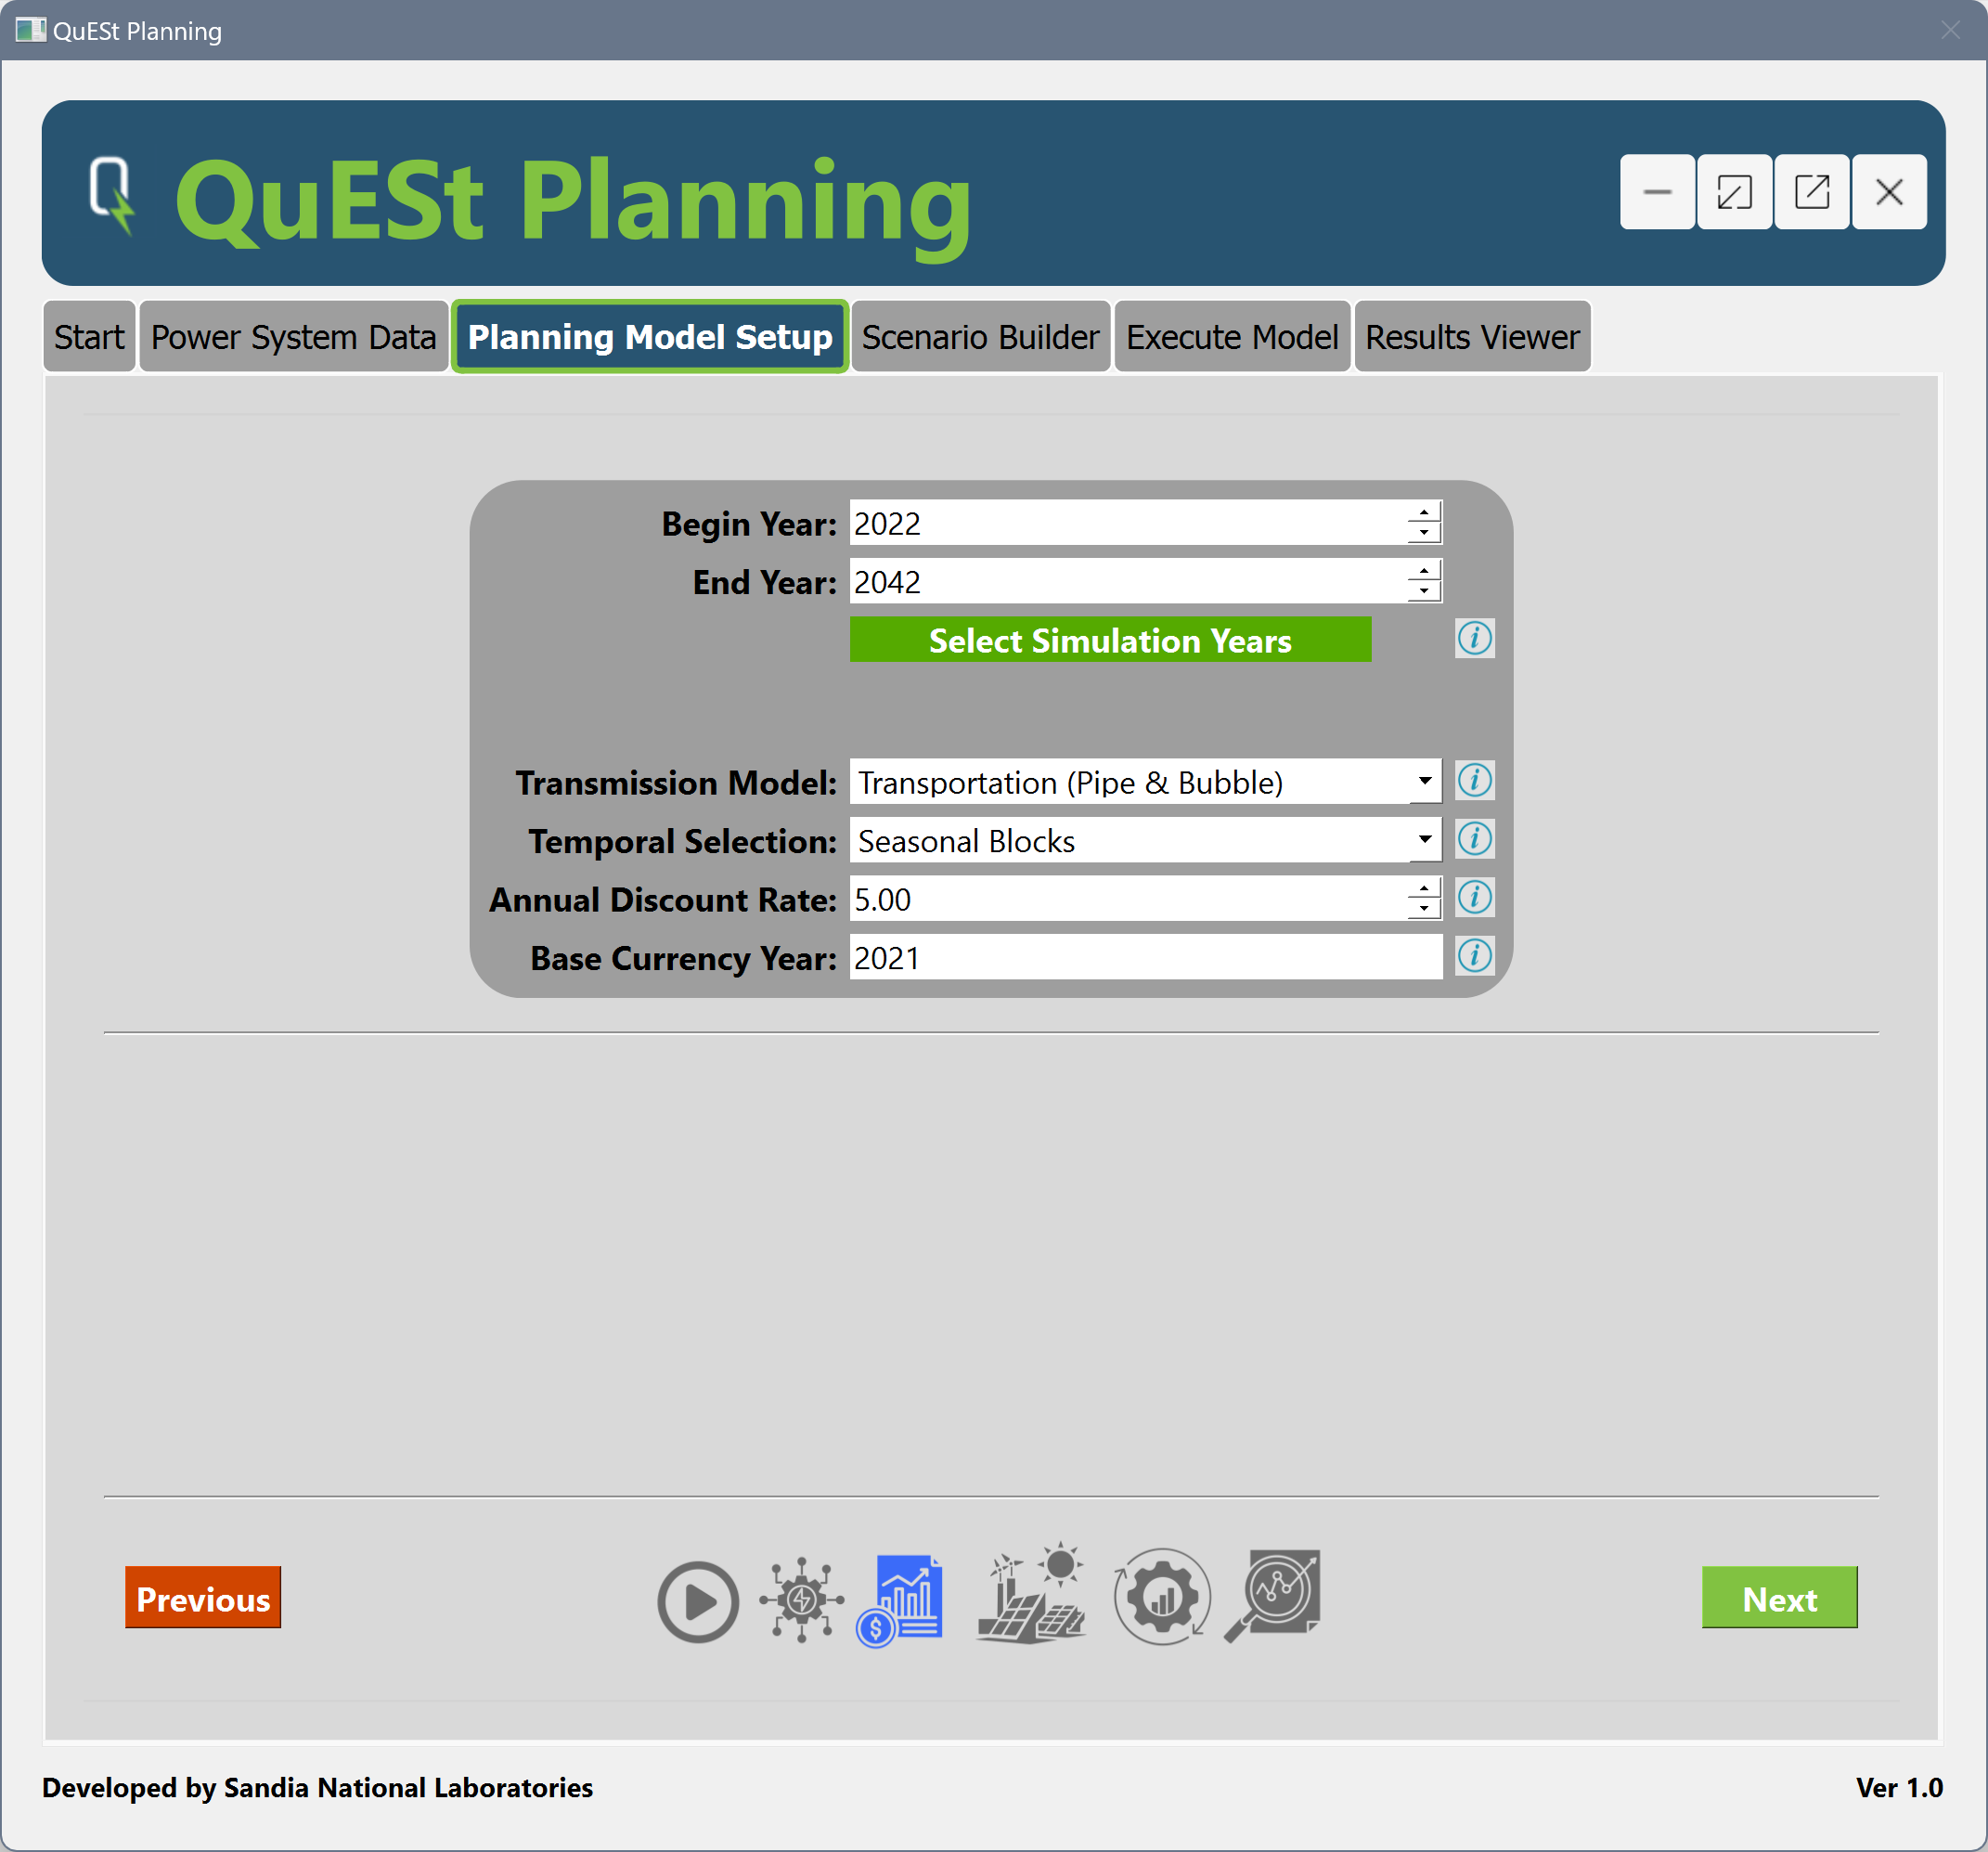 QuESt Planning
QuESt Planning
Start Power System Data Planning Model Setup Scenario Builder Execute Model Results Viewer
Begin Year: 2022
End Year: 2042
Select Simulation Years
Transmission Model: Transportation (Pipe & Bubble)
Temporal Selection: Seasonal Blocks
Annual Discount Rate: 5.00
Base Currency Year: 2021
Previous
Next
Developed by Sandia National Laboratories
Ver 1.0